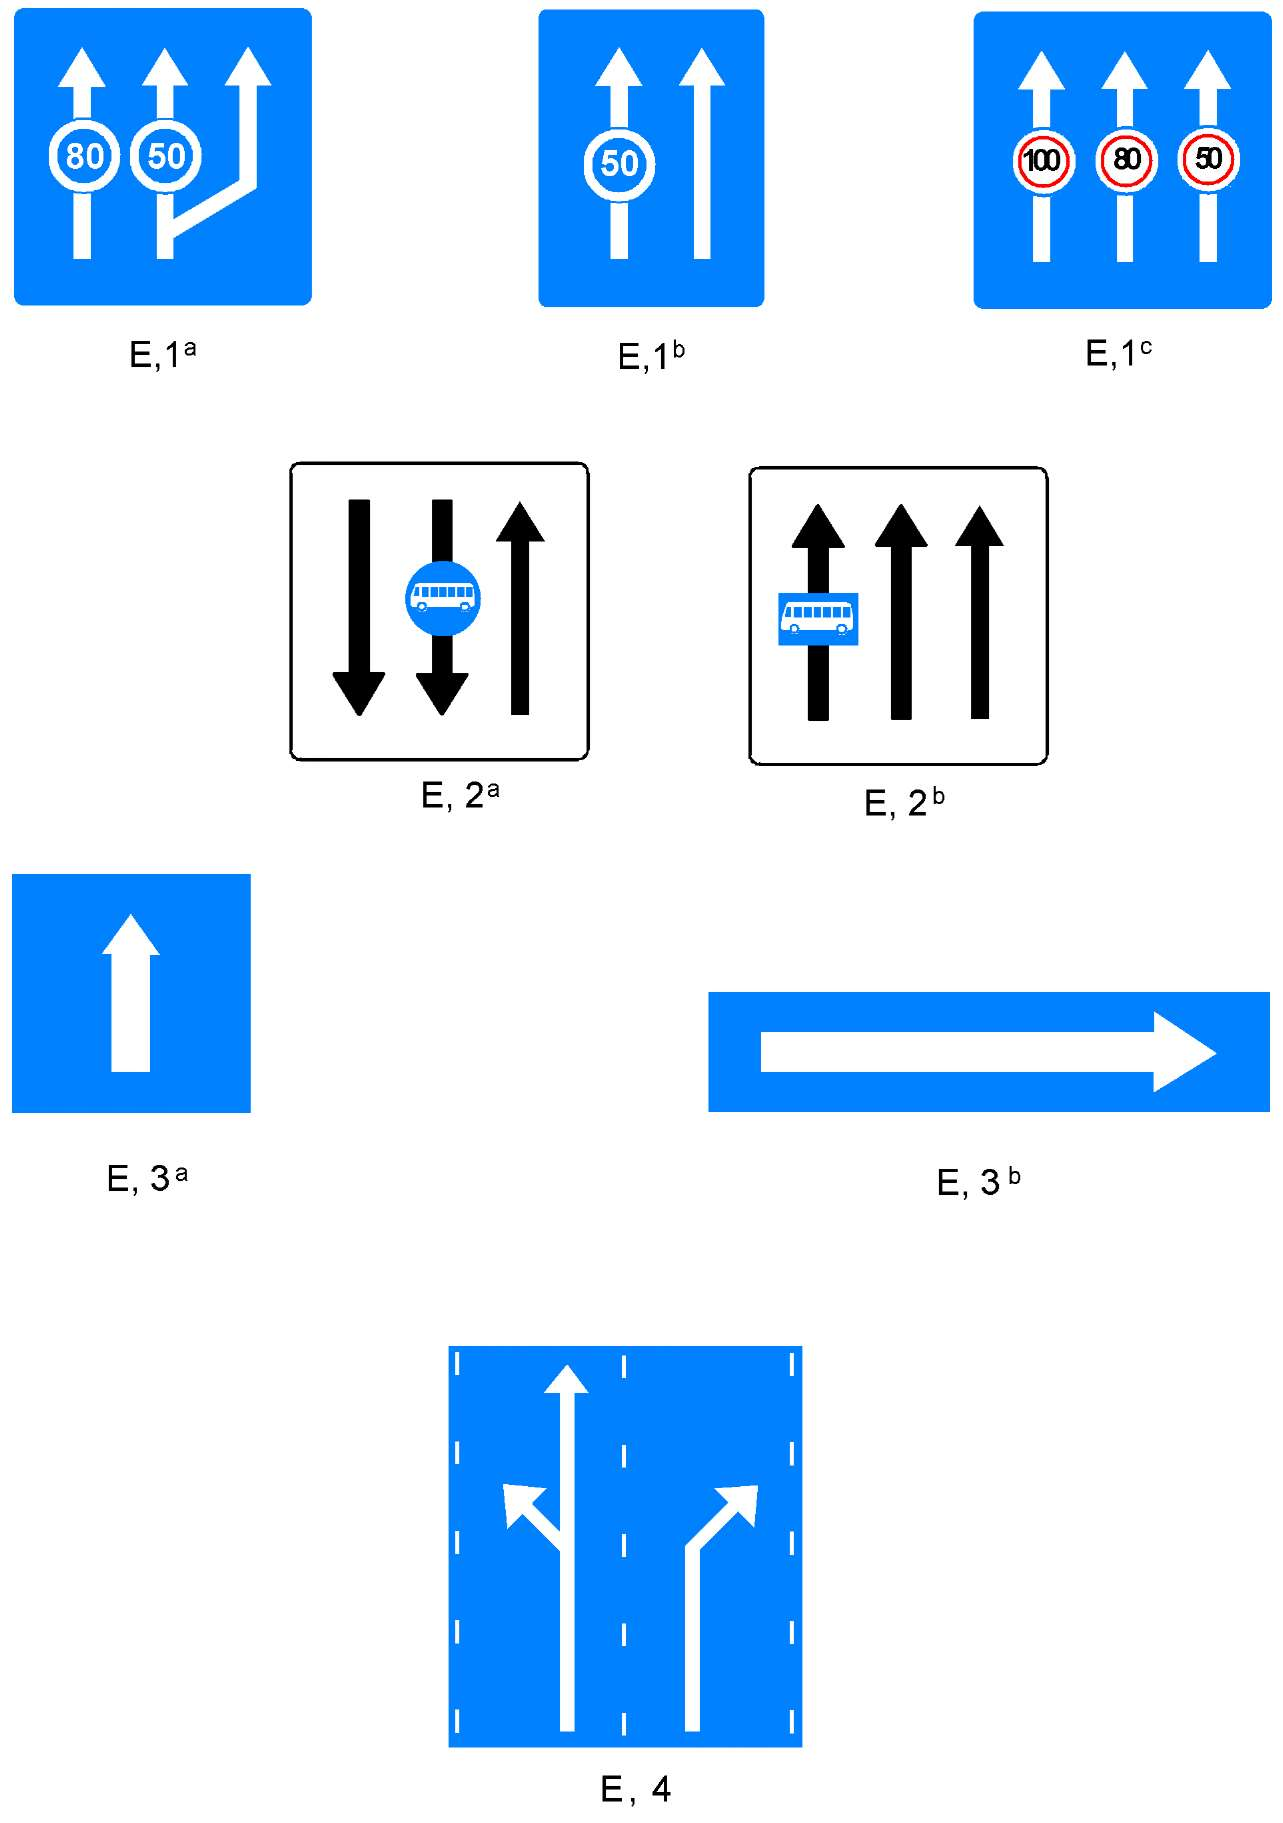 80 50
50
100 80 50
E,1a
E,1b
E,1c
E, 2a
E, 2b
E, 3a
E, 3b
E, 4